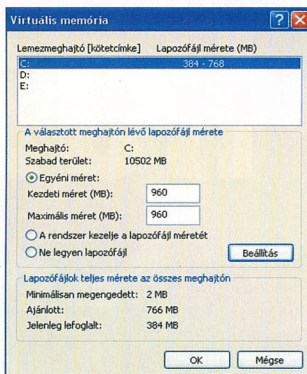 Virtuális memória
Lemezmeghajtó [kötetcímke] Lapozófájl mérete (MB)
C: 384 - 768
D:
E:
A választott meghajtón lévő lapozófájl mérete
Meghajtó: C:
Szabad terület: 10502 MB
Egyéni méret:
Kezdeti méret (MB): 960
Maximális méret (MB): 960
A rendszer kezelje a lapozófájl méretét
Ne legyen lapozófájl Beállítás
Lapozófájlok teljes mérete az összes meghajtón
Minimálisan megengedett: 2 MB
Ajánlott: 766 MB
Jelenleg lefoglalt: 384 MB
OK Mégse